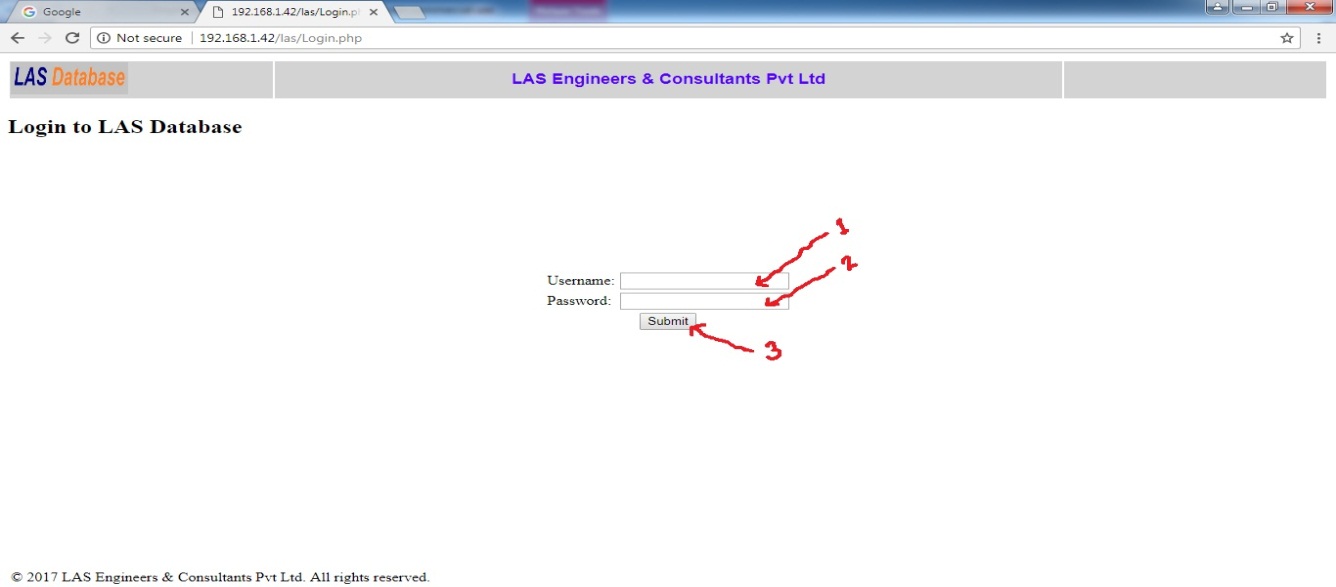 Google
192.168.1.42/las/Login.p
Not secure 192.168.1.42/las/Login.php
LAS Database LAS Engineers & Consultants Pvt Ltd
Login to LAS Database
1
Username:
2
Password:
Submit
3
© 2017 LAS Engineers & Consultants Pvt Ltd. All rights reserved.